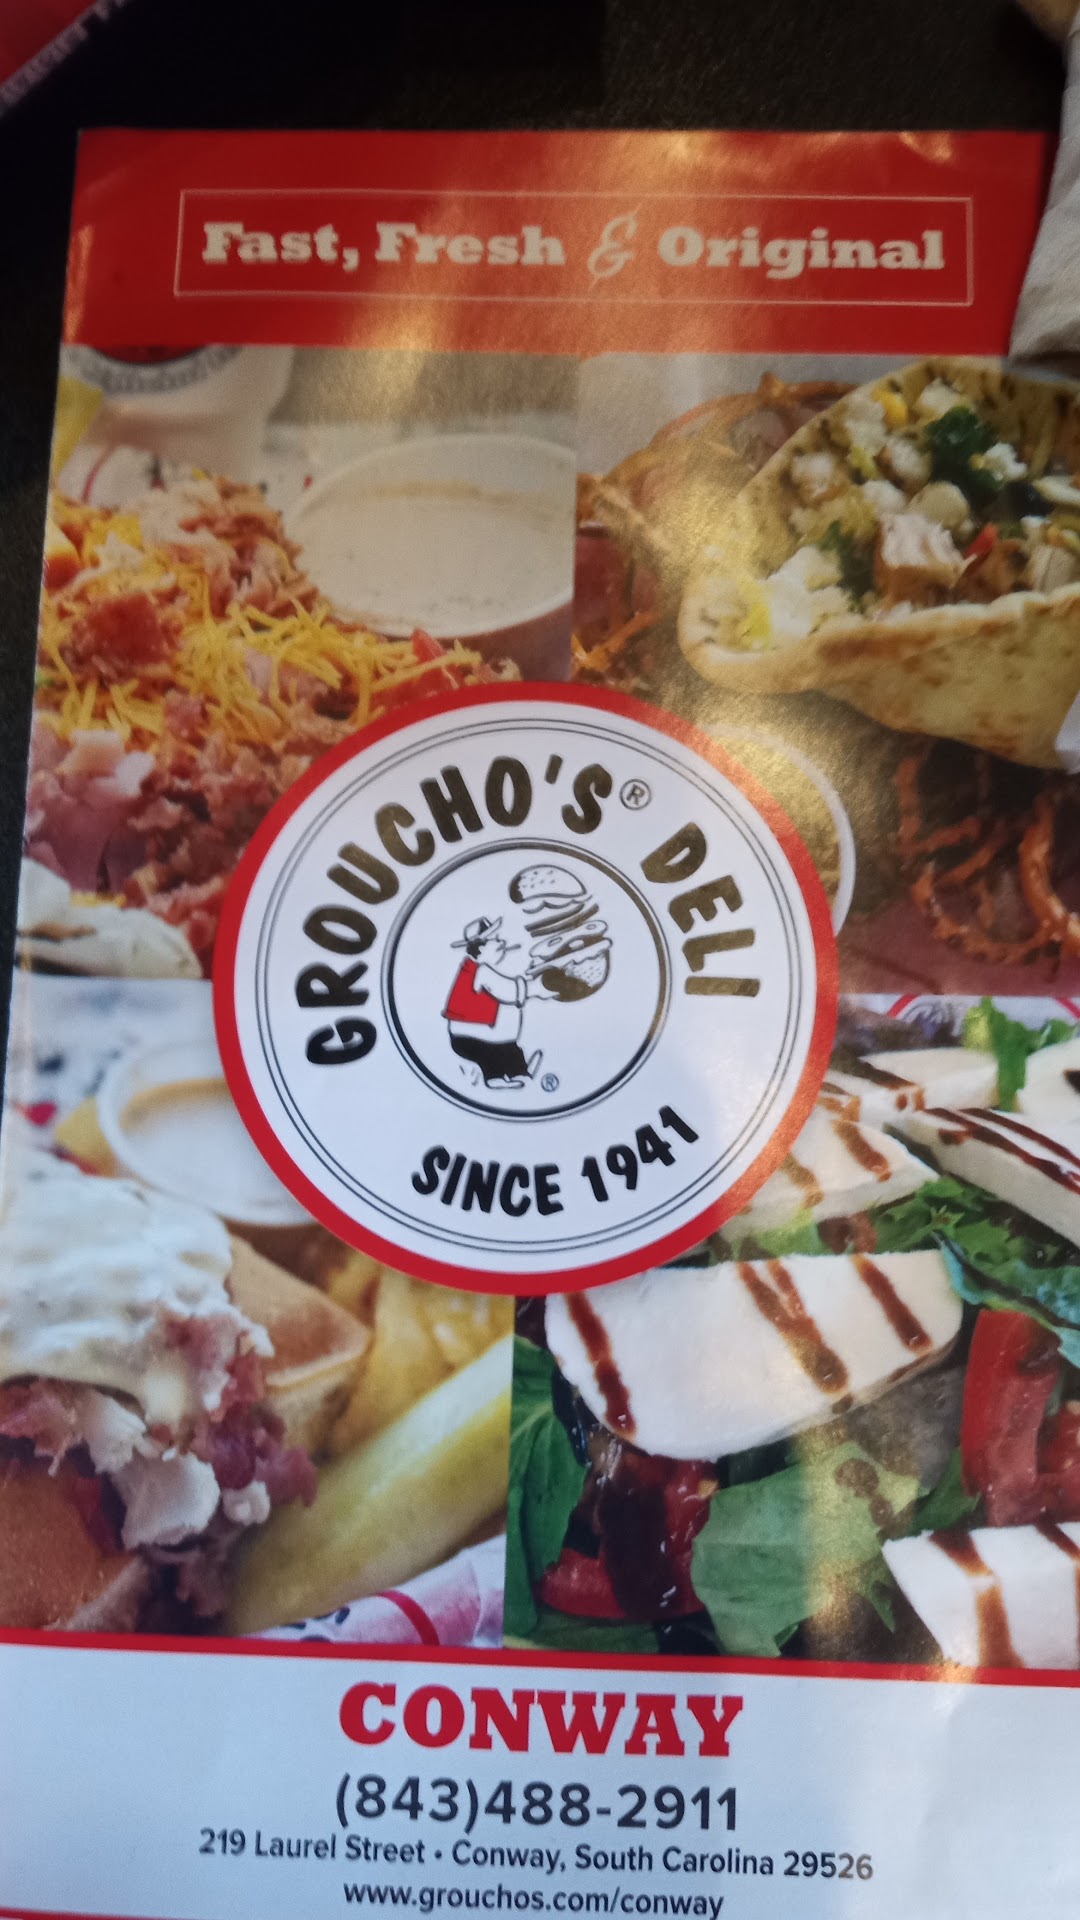 Fast, Fresh & Original
GROUCHO'S® DELI
®
SINCE 1941
CONWAY
(843)488-2911
219 Laurel Street • Conway, South Carolina 29526
www.grouchos.com/conway